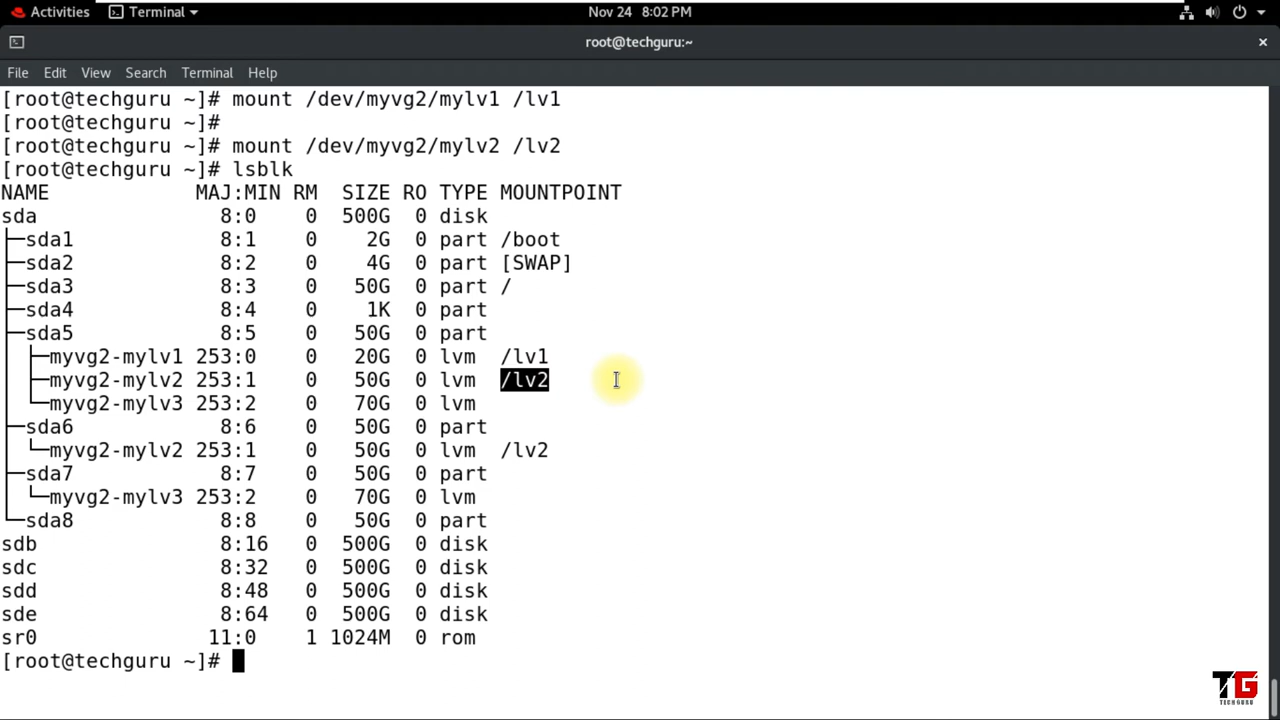 Activities Terminal Nov 24 8:02 PM
root@techguru:~ ×
File Edit View Search Terminal Help
[root@techguru ~]# mount /dev/myvg2/mylv1 /lv1
[root@techguru ~]#
[root@techguru ~]# mount /dev/myvg2/mylv2 /lv2
[root@techguru ~]# lsblk
NAME MAJ:MIN RM SIZE RO TYPE MOUNTPOINT
sda 8:0 0 500G 0 disk
├─sda1 8:1 0 2G 0 part /boot
├─sda2 8:2 0 4G 0 part [SWAP]
├─sda3 8:3 0 50G 0 part /
├─sda4 8:4 0 1K 0 part
├─sda5 8:5 0 50G 0 part
│ ├─myvg2-mylv1 253:0 0 20G 0 lvm /lv1
│ ├─myvg2-mylv2 253:1 0 50G 0 lvm /lv2
│ └─myvg2-mylv3 253:2 0 70G 0 lvm
├─sda6 8:6 0 50G 0 part
│ └─myvg2-mylv2 253:1 0 50G 0 lvm /lv2
├─sda7 8:7 0 50G 0 part
│ └─myvg2-mylv3 253:2 0 70G 0 lvm
└─sda8 8:8 0 50G 0 part
sdb 8:16 0 500G 0 disk
sdc 8:32 0 500G 0 disk
sdd 8:48 0 500G 0 disk
sde 8:64 0 500G 0 disk
sr0 11:0 1 1024M 0 rom
[root@techguru ~]#
TG
TECHGURU